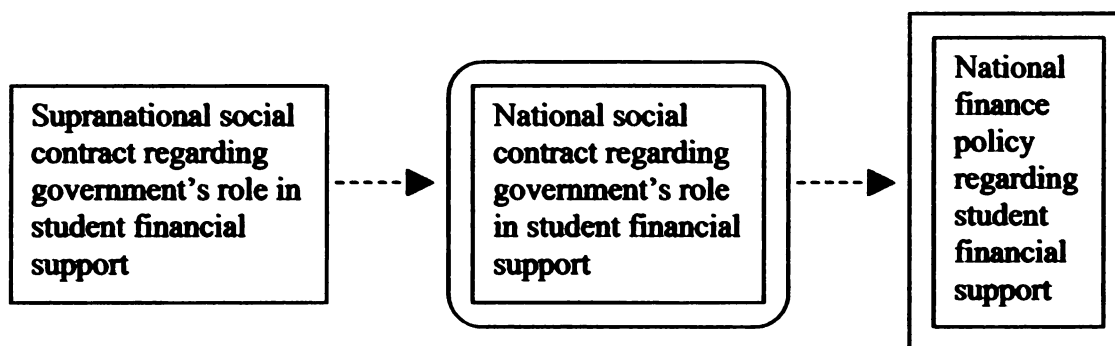 Supranational social
contract regarding
government's role in
student financial
support
National social
contract regarding
government's role
in student financial
support
National
finance
policy
regarding
student
financial
support